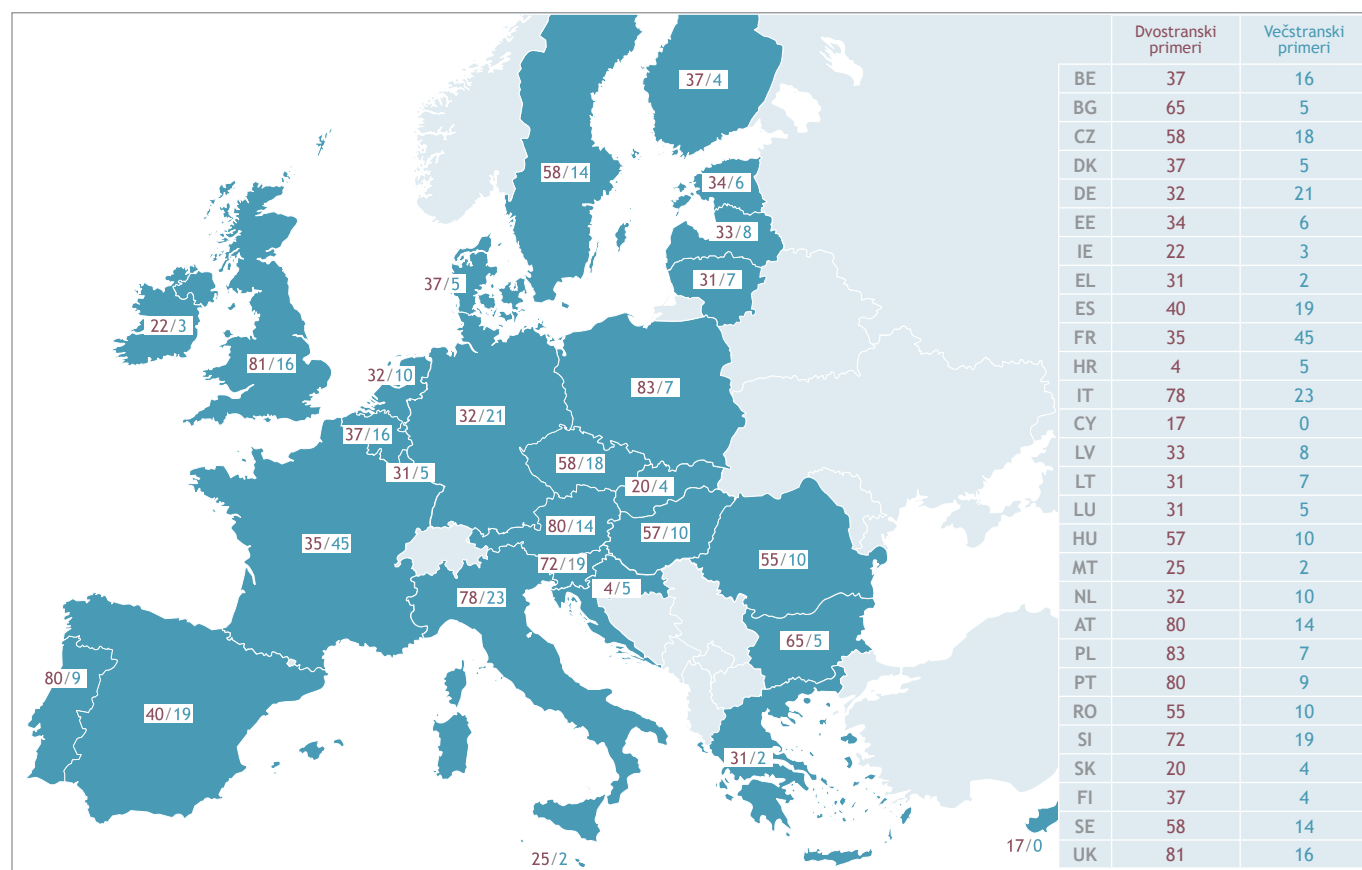 37/4
58/14
34/6
33/8
37/5
31/7
22/3
81/16
32/10
83/7
32/21
37/16
58/18
31/5
20/4
80/14
57/10
35/45
55/10
72/19
4/5
78/23
65/5
80/9
40/19
31/2
17/0
25/2
Dvostranski primeri Večstranski primeri
BE 37 16
BG 65 5
CZ 58 18
DK 37 5
DE 32 21
EE 34 6
IE 22 3
EL 31 2
ES 40 19
FR 35 45
HR 4 5
IT 78 23
CY 17 0
LV 33 8
LT 31 7
LU 31 5
HU 57 10
MT 25 2
NL 32 10
AT 80 14
PL 83 7
PT 80 9
RO 55 10
SI 72 19
SK 20 4
FI 37 4
SE 58 14
UK 81 16